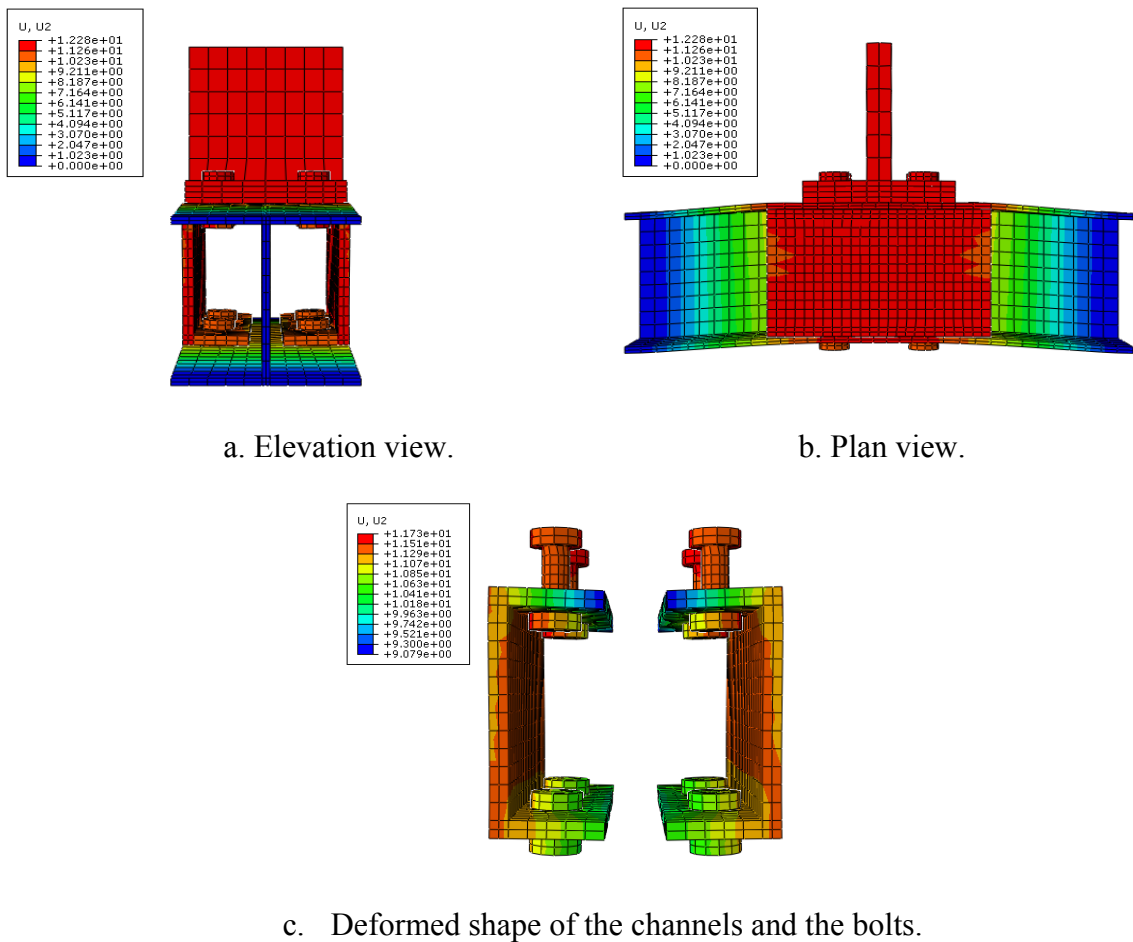 U, U2
+1.228e+01
+1.126e+01
+1.023e+01
+9.211e+00
+8.187e+00
+7.164e+00
+6.141e+00
+5.117e+00
+4.094e+00
+3.070e+00
+2.047e+00
+1.023e+00
+0.000e+00
U, U2
+1.228e+01
+1.126e+01
+1.023e+01
+9.211e+00
+8.187e+00
+7.164e+00
+6.141e+00
+5.117e+00
+4.094e+00
+3.070e+00
+2.047e+00
+1.023e+00
+0.000e+00
a. Elevation view.
b. Plan view.
U, U2
+1.173e+01
+1.151e+01
+1.129e+01
+1.107e+01
+1.085e+01
+1.063e+01
+1.041e+01
+1.018e+01
+9.963e+00
+9.742e+00
+9.521e+00
+9.300e+00
+9.079e+00
c. Deformed shape of the channels and the bolts.